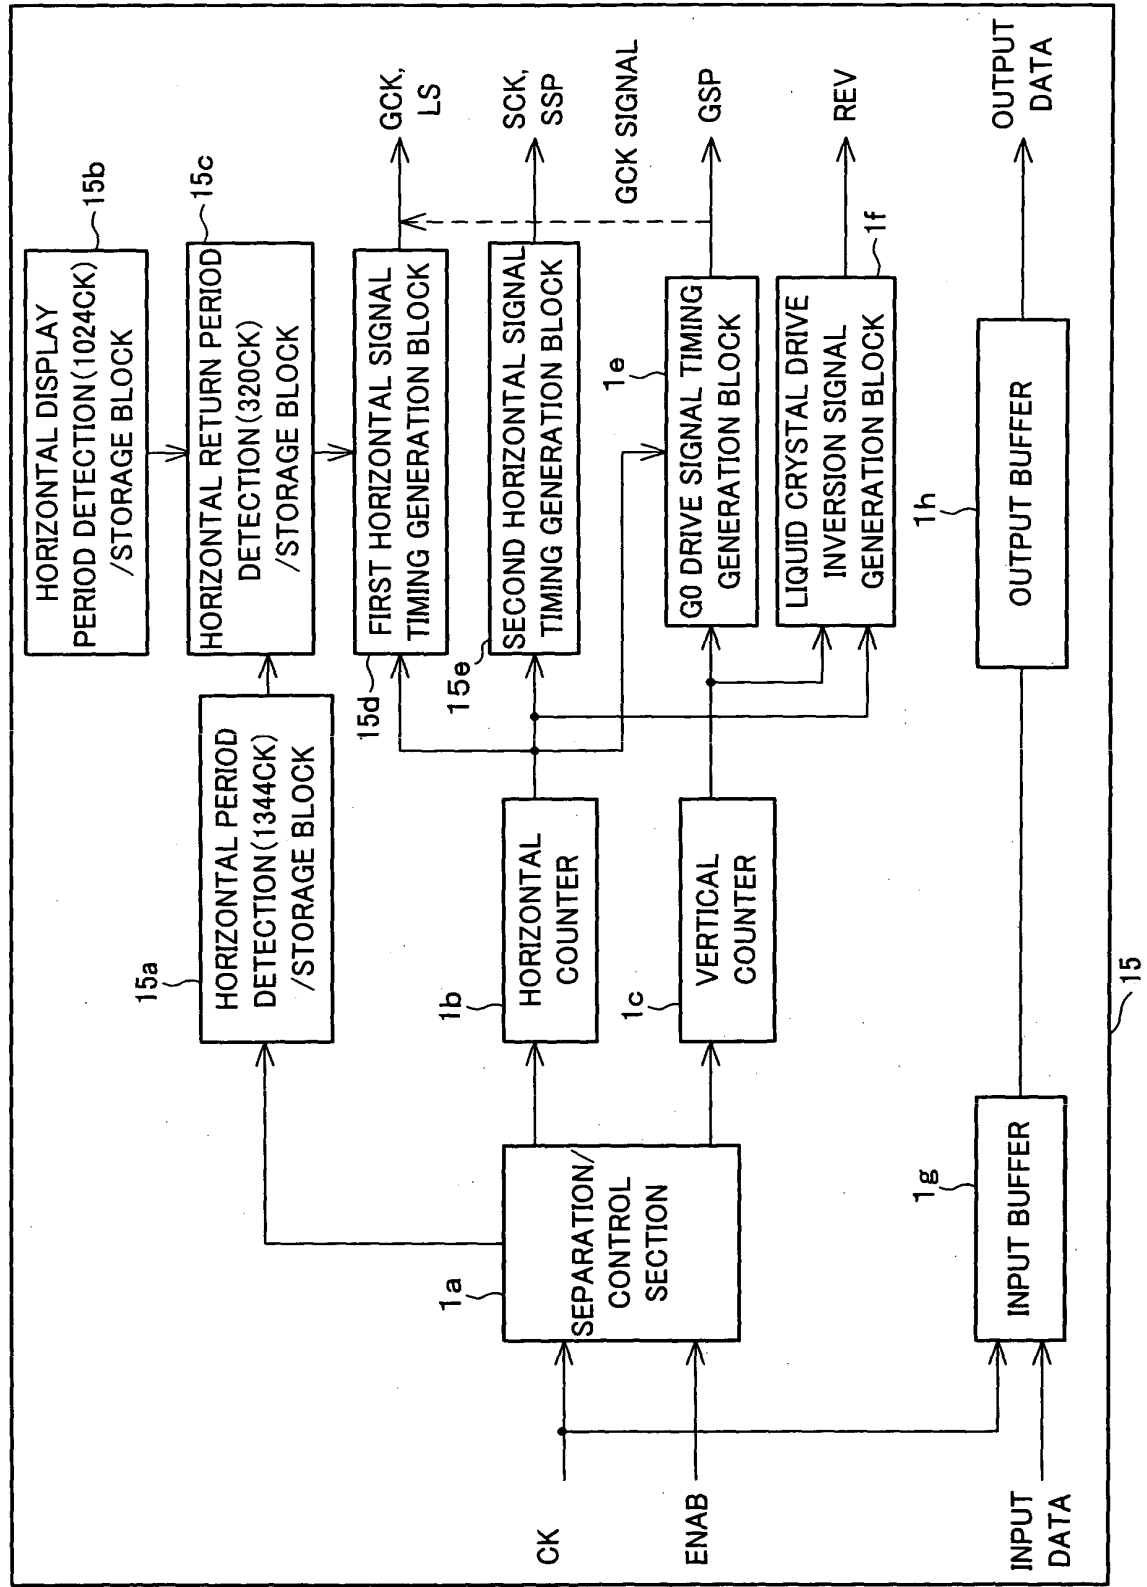 HORIZONTAL DISPLAY
PERIOD DETECTION(1024CK)
/STORAGE BLOCK
15b
HORIZONTAL RETURN PERIOD
DETECTION(320CK)
/STORAGE BLOCK
15c
15a
HORIZONTAL PERIOD
DETECTION(1344CK)
/STORAGE BLOCK
FIRST HORIZONTAL SIGNAL
TIMING GENERATION BLOCK
15d
GCK,
LS
SECOND HORIZONTAL SIGNAL
TIMING GENERATION BLOCK
15e
SCK,
SSP
GCK SIGNAL
1a
SEPARATION/
CONTROL
SECTION
1b
HORIZONTAL
COUNTER
1c
VERTICAL
COUNTER
1e
G0 DRIVE SIGNAL TIMING
GENERATION BLOCK
GSP
LIQUID CRYSTAL DRIVE
INVERSION SIGNAL
GENERATION BLOCK
1f
REV
CK
ENAB
INPUT
DATA
1g
INPUT BUFFER
1h
OUTPUT BUFFER
OUTPUT
DATA
15